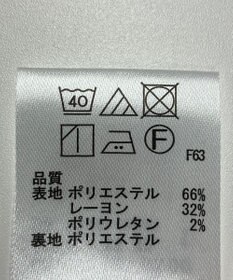 40
F
F63
品質
表地 ポリエステル 66%
レーヨン 32%
ポリウレタン 2%
裏地 ポリエステル